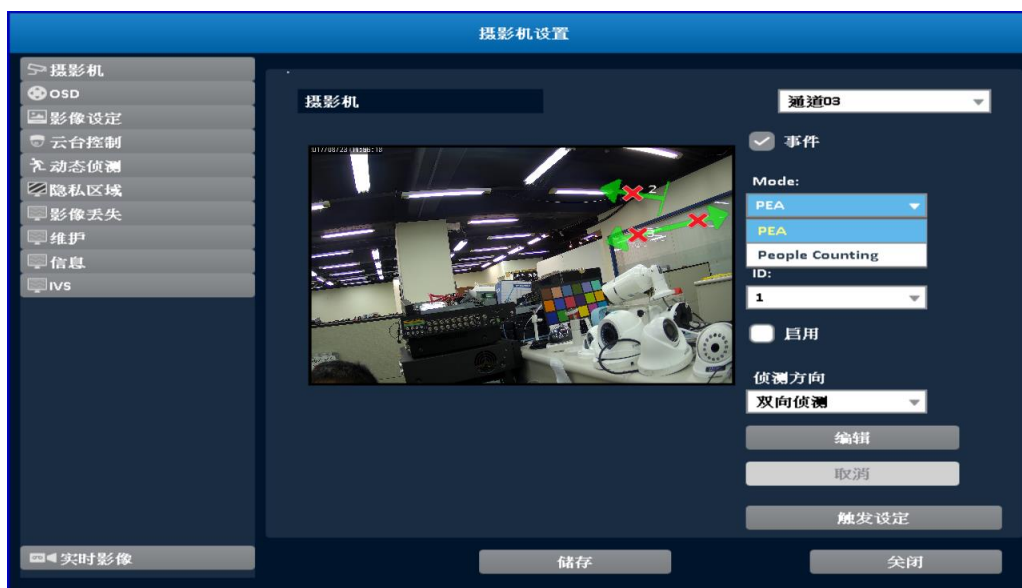 摄影机设置
摄影机
OSD
影像设定
云台控制
动态侦测
隐私区域
影像丢失
维护
信息
IVS
实时影像
摄影机
通道03
事件
Mode:
PEA
PEA
People Counting
ID:
1
启用
侦测方向
双向侦测
编辑
取消
触发设定
2
储存
关闭